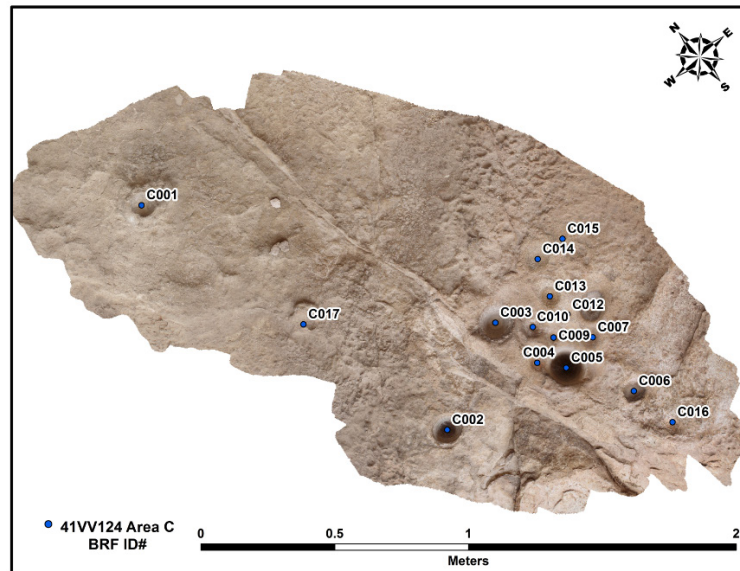 N
E
W
S
C001
C015
C014
C013
C012
C003
C010
C017
C009
C007
C004
C005
C006
C016
C002
41VV124 Area C
BRF ID#
0
0.5
1
2
Meters